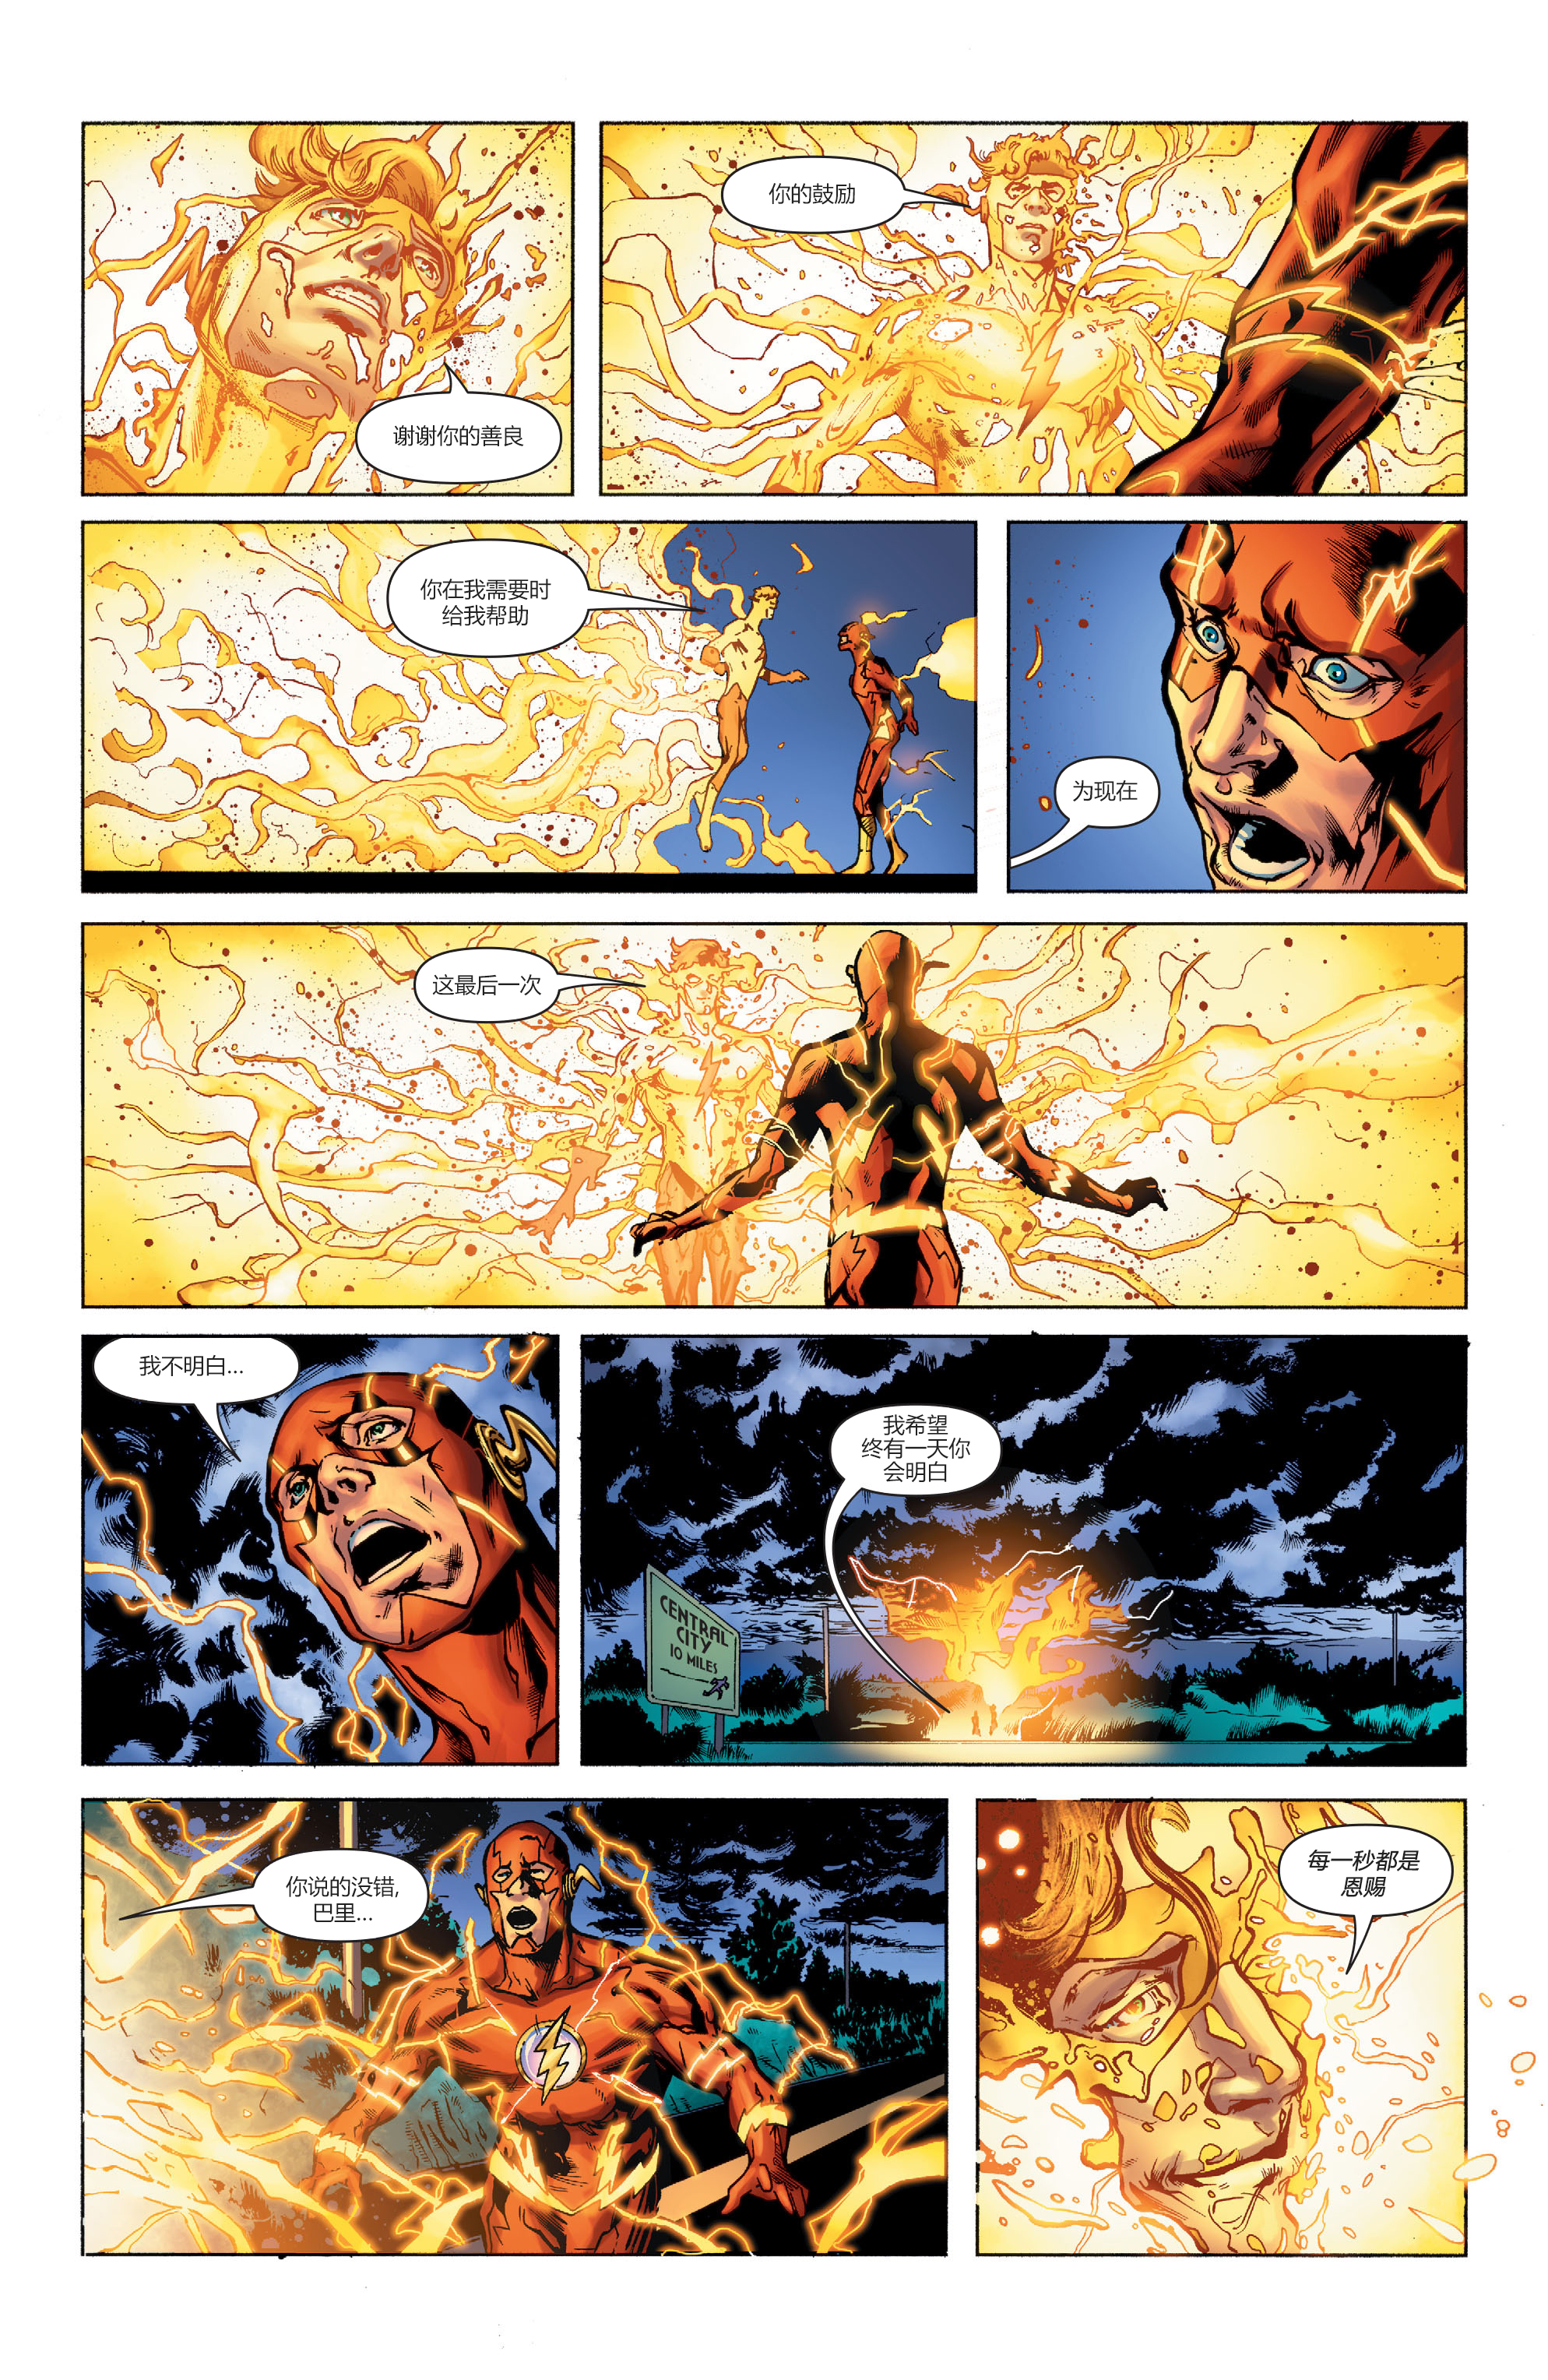 谢谢你的善良
你的鼓励
你在我需要时
给我帮助
为现在
这最后一次
我不明白...
我希望
终有一天你
会明白
CENTRAL
CITY
10 MILES
你说的没错,
巴里...
每一秒都是
恩赐